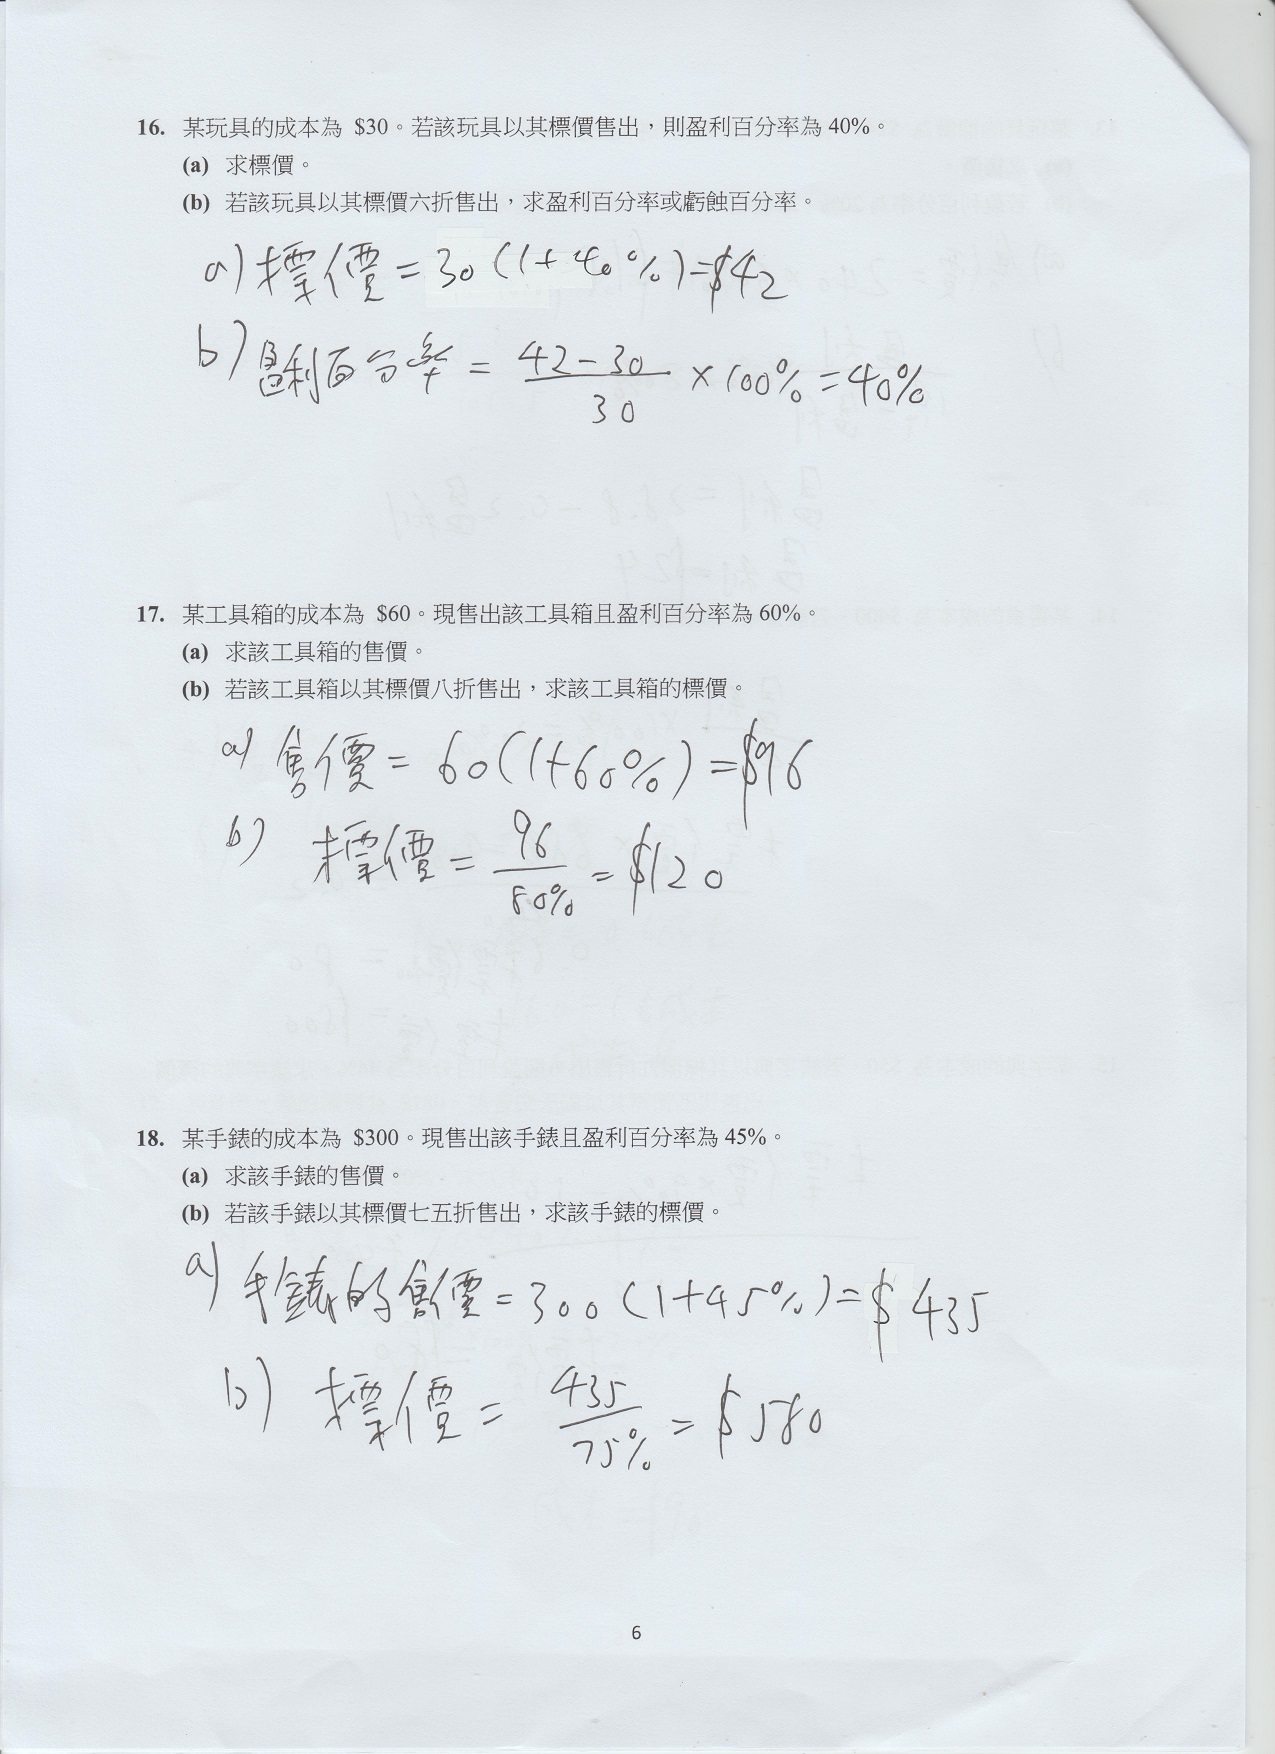 16. 某玩具的成本為 $30。若該玩具以其標價售出，則盈利百分率為 40%。
(a) 求標價。
(b) 若該玩具以其標價六折售出，求盈利百分率或虧蝕百分率。
a) 標價 = 30 (1 + 40%) = $42
b) 盈利百分率 = 42 - 30 / 30 × 100% = 40%
17. 某工具箱的成本為 $60。現售出該工具箱且盈利百分率為 60%。
(a) 求該工具箱的售價。
(b) 若該工具箱以其標價八折售出，求該工具箱的標價。
a) 售價 = 60 (1 + 60%) = $96
b) 標價 = 96 / 80% = $120
18. 某手錶的成本為 $300。現售出該手錶且盈利百分率為 45%。
(a) 求該手錶的售價。
(b) 若該手錶以其標價七五折售出，求該手錶的標價。
a) 手錶的售價 = 300 (1 + 45%) = $435
b) 標價 = 435 / 75% = $580
6